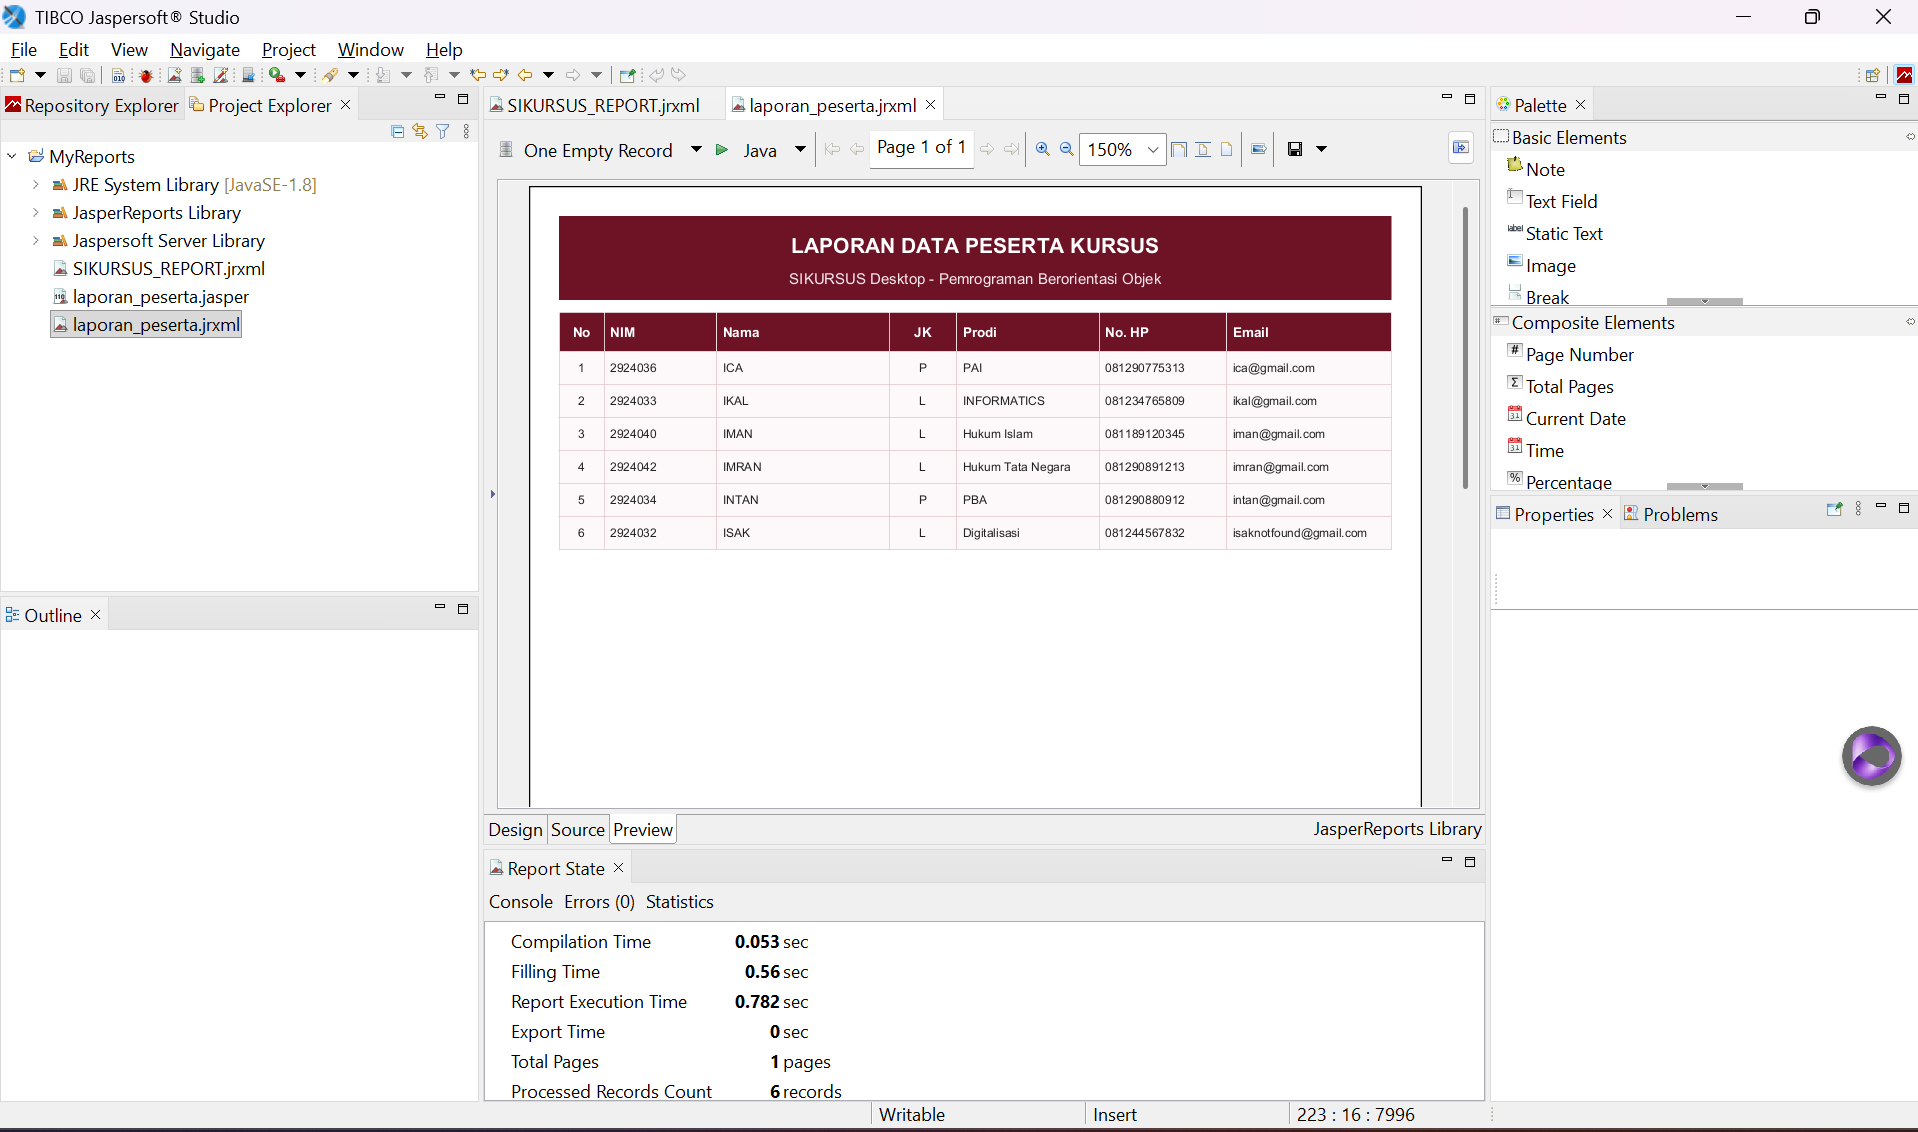 TIBCO Jaspersoft® Studio
File Edit View Navigate Project Window Help
Repository Explorer
Project Explorer
MyReports
JRE System Library [JavaSE-1.8]
JasperReports Library
Jaspersoft Server Library
SIKURSUS_REPORT.jrxml
laporan_peserta.jasper
laporan_peserta.jrxml
Outline
SIKURSUS_REPORT.jrxml
laporan_peserta.jrxml
One Empty Record
Java
Page 1 of 1
150%
LAPORAN DATA PESERTA KURSUS
SIKURSUS Desktop - Pemrograman Berorientasi Objek
No NIM Nama JK Prodi No. HP Email
1 2924036 ICA P PAI 081290775313 ica@gmail.com
2 2924033 IKAL L INFORMATICS 081234765809 ikal@gmail.com
3 2924040 IMAN L Hukum Islam 081189120345 iman@gmail.com
4 2924042 IMRAN L Hukum Tata Negara 081290891213 imran@gmail.com
5 2924034 INTAN P PBA 081290880912 intan@gmail.com
6 2924032 ISAK L Digitalisasi 081244567832 isaknotfound@gmail.com
Design Source Preview
JasperReports Library
Report State
Console Errors (0) Statistics
Compilation Time 0.053 sec
Filling Time 0.56 sec
Report Execution Time 0.782 sec
Export Time 0 sec
Total Pages 1 pages
Processed Records Count 6 records
Palette
Basic Elements
Note
Text Field
label Static Text
Image
Break
Composite Elements
# Page Number
Σ Total Pages
31 Current Date
31 Time
% Percentage
Properties
Problems
Writable
Insert
223 : 16 : 7996